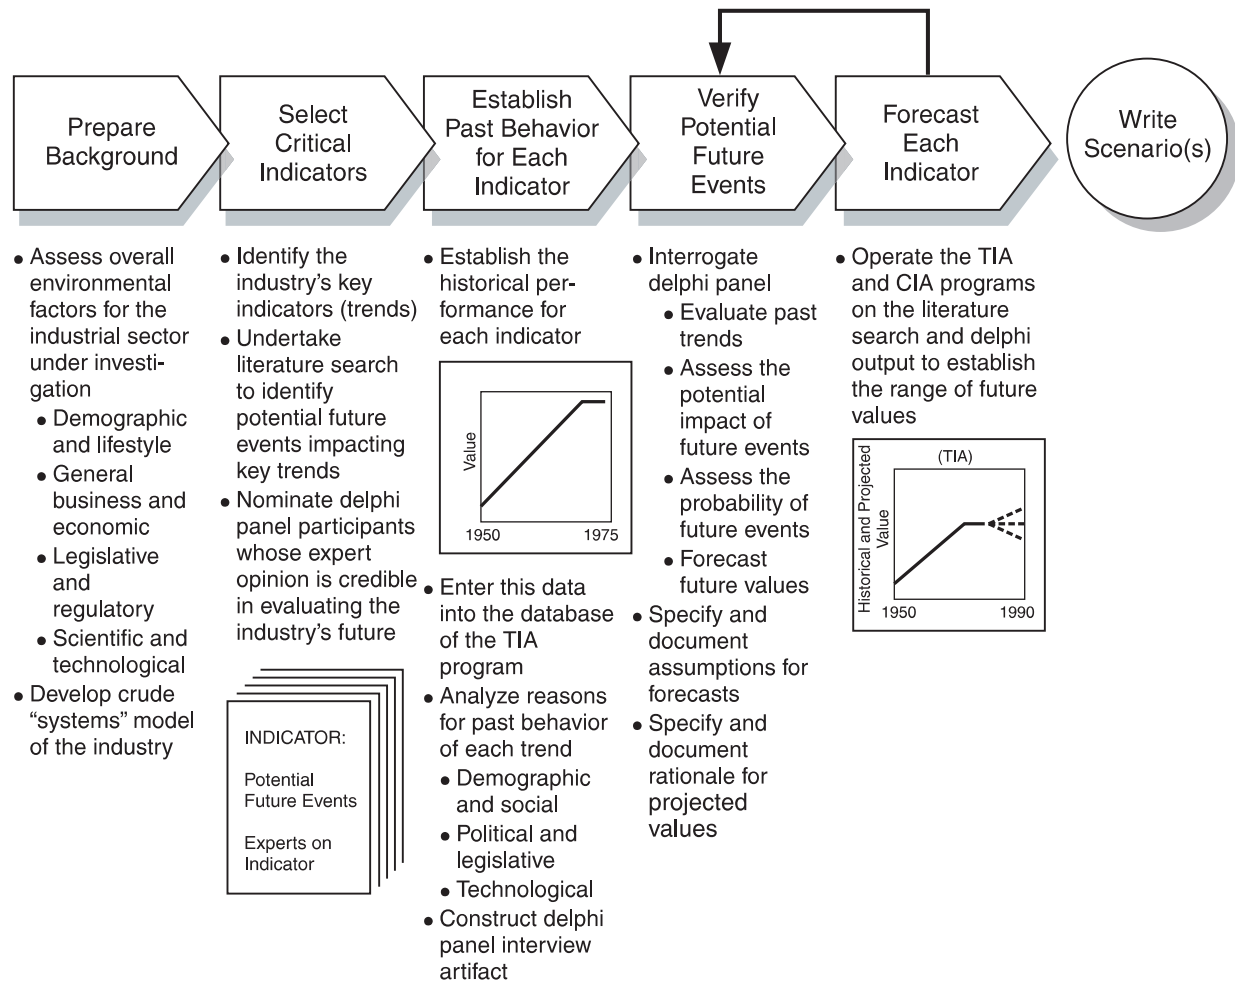 Prepare
Background
Select
Critical
Indicators
Establish
Past Behavior
for Each
Indicator
Verify
Potential
Future
Events
Forecast
Each
Indicator
Write
Scenario(s)
• Assess overall
environmental
factors for the
industrial sector
under investi-
gation
• Demographic
and lifestyle
• General
business and
economic
• Legislative
and
regulatory
• Scientific and
technological
• Develop crude
“systems” model
of the industry
• Identify the
industry’s key
indicators (trends)
• Undertake
literature search
to identify
potential future
events impacting
key trends
• Nominate delphi
panel participants
whose expert
opinion is credible
in evaluating the
industry’s future
INDICATOR:
Potential
Future Events
Experts on
Indicator
• Establish the
historical per-
formance for
each indicator
Value
1950 1975
• Enter this data
into the database
of the TIA
program
• Analyze reasons
for past behavior
of each trend
• Demographic
and social
• Political and
legislative
• Technological
• Construct delphi
panel interview
artifact
• Interrogate
delphi panel
• Evaluate past
trends
• Assess the
potential
impact of
future events
• Assess the
probability of
future events
• Forecast
future values
• Specify and
document
assumptions for
forecasts
• Specify and
document
rationale for
projected
values
• Operate the TIA
and CIA programs
on the literature
search and delphi
output to establish
the range of future
values
(TIA)
Historical and Projected
Value
1950 1990